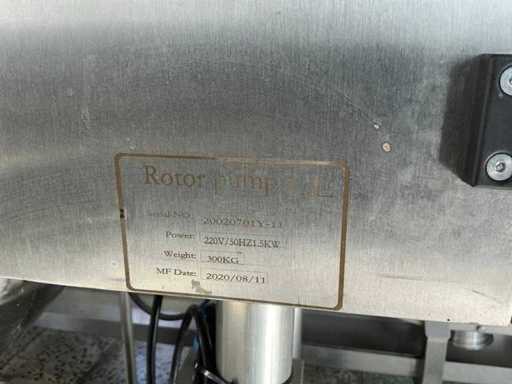 Rotor pump
Serial NO: 20020701Y-11
Power: 220V/50HZ1.5KW
Weight: 300KG
MF Date: 2020/08/11